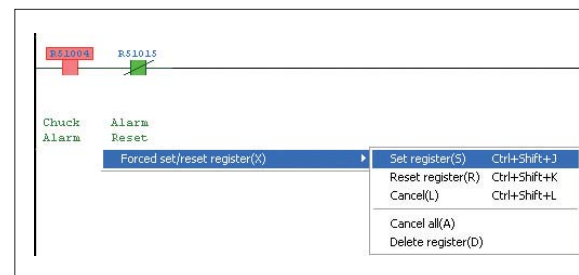 R51004 R51015
Chuck Alarm
Alarm Reset
Forced set/reset register(X)
Set register(S) Ctrl+Shift+J
Reset register(R) Ctrl+Shift+K
Cancel(L) Ctrl+Shift+L
Cancel all(A)
Delete register(D)